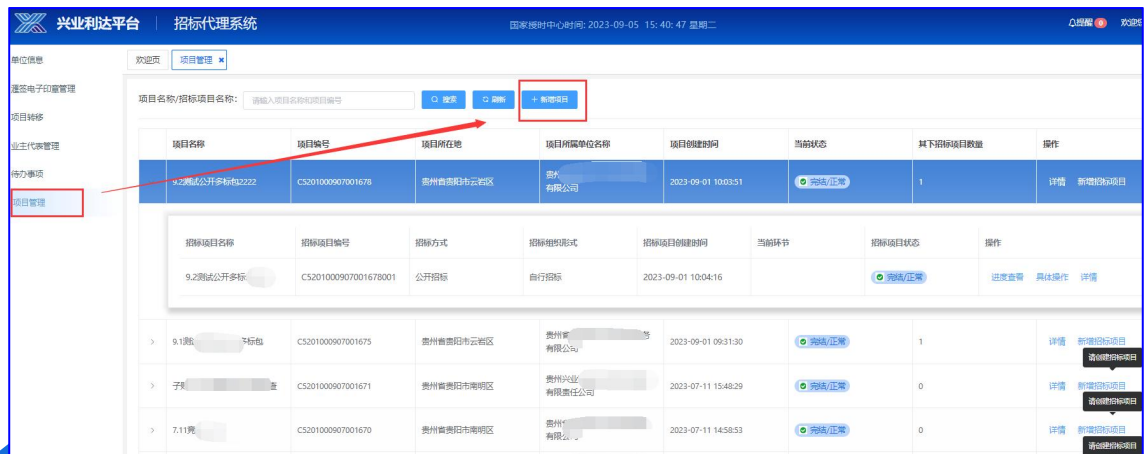 兴业利达平台 招标代理系统 国家授时中心时间: 2023-09-05 15:40:47 星期二 提醒 0
单位信息 欢迎页 项目管理 ×
项目名称/招标项目名称: 请输入项目名称和项目编号 搜索 刷新 + 新增项目
项目转移
业主代表管理
待办事项
项目管理
项目名称 项目编号 项目所在地 项目所属单位名称 项目创建时间 当前状态 其下招标项目数量 操作
9.2测试公开多标包2222 C5201000907001678 贵州省贵阳市云岩区 有限公司 2023-09-01 10:03:51 完结/正常 1 详情 新增招标项目
招标项目名称 招标项目编号 招标方式 招标组织形式 招标项目创建时间 当前环节 招标项目状态 操作
9.2测试公开多标 C5201000907001678001 公开招标 自行招标 2023-09-01 10:04:16 完结/正常 进度查看 具体操作 详情
9.1测 多标包 C5201000907001675 贵州省贵阳市云岩区 贵州省 2023-09-01 09:31:30 完结/正常 1 详情 新增招标项目
有限公司
请创建招标项目
C5201000907001671 贵州省贵阳市南明区 贵州兴业 2023-07-11 15:48:29 完结/正常 0 详情 新增招标项目
有限责任公司
请创建招标项目
7.11 C5201000907001670 贵州省贵阳市南明区 2023-07-11 14:58:53 完结/正常 0 详情 新增招标项目
有限
请创建招标项目